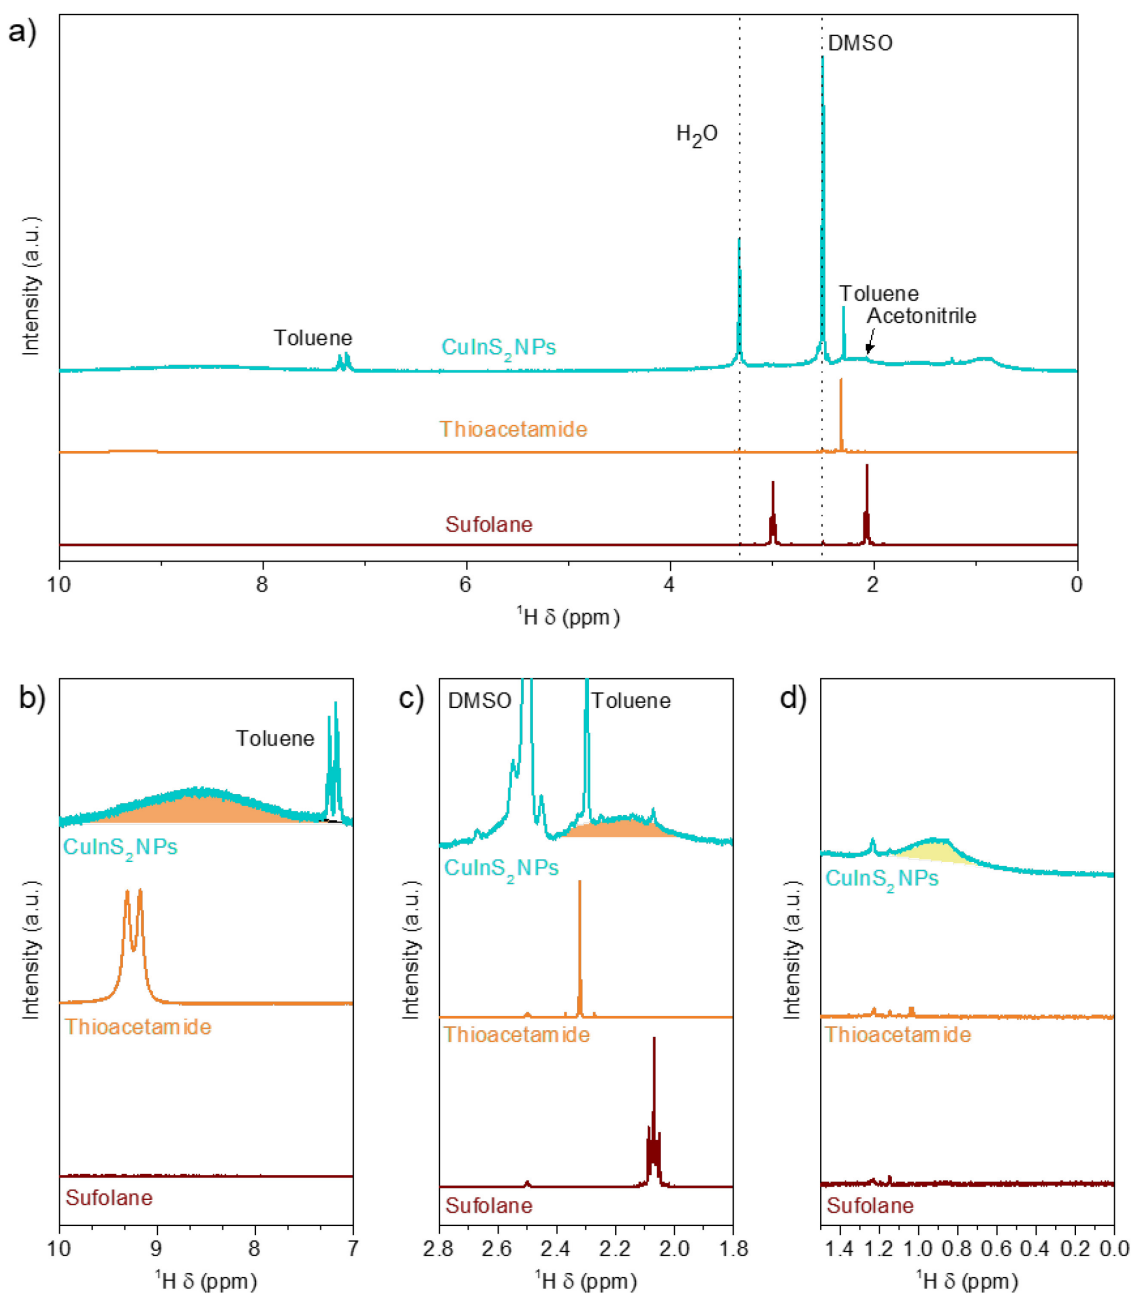 a)
DMSO
H₂O
Toluene
Acetonitrile
Toluene
CuInS₂NPs
Thioacetamide
Sufolane
Intensity (a.u.)
10 8 6 4 2 0
¹H δ (ppm)
b)
Toluene
CuInS₂NPs
Thioacetamide
Sufolane
Intensity (a.u.)
10 9 8 7
¹H δ (ppm)
c)
DMSO Toluene
CuInS₂NPs
Thioacetamide
Sufolane
Intensity (a.u.)
2.8 2.6 2.4 2.2 2.0 1.8
¹H δ (ppm)
d)
CuInS₂NPs
Thioacetamide
Sufolane
Intensity (a.u.)
1.4 1.2 1.0 0.8 0.6 0.4 0.2 0.0
¹H δ (ppm)